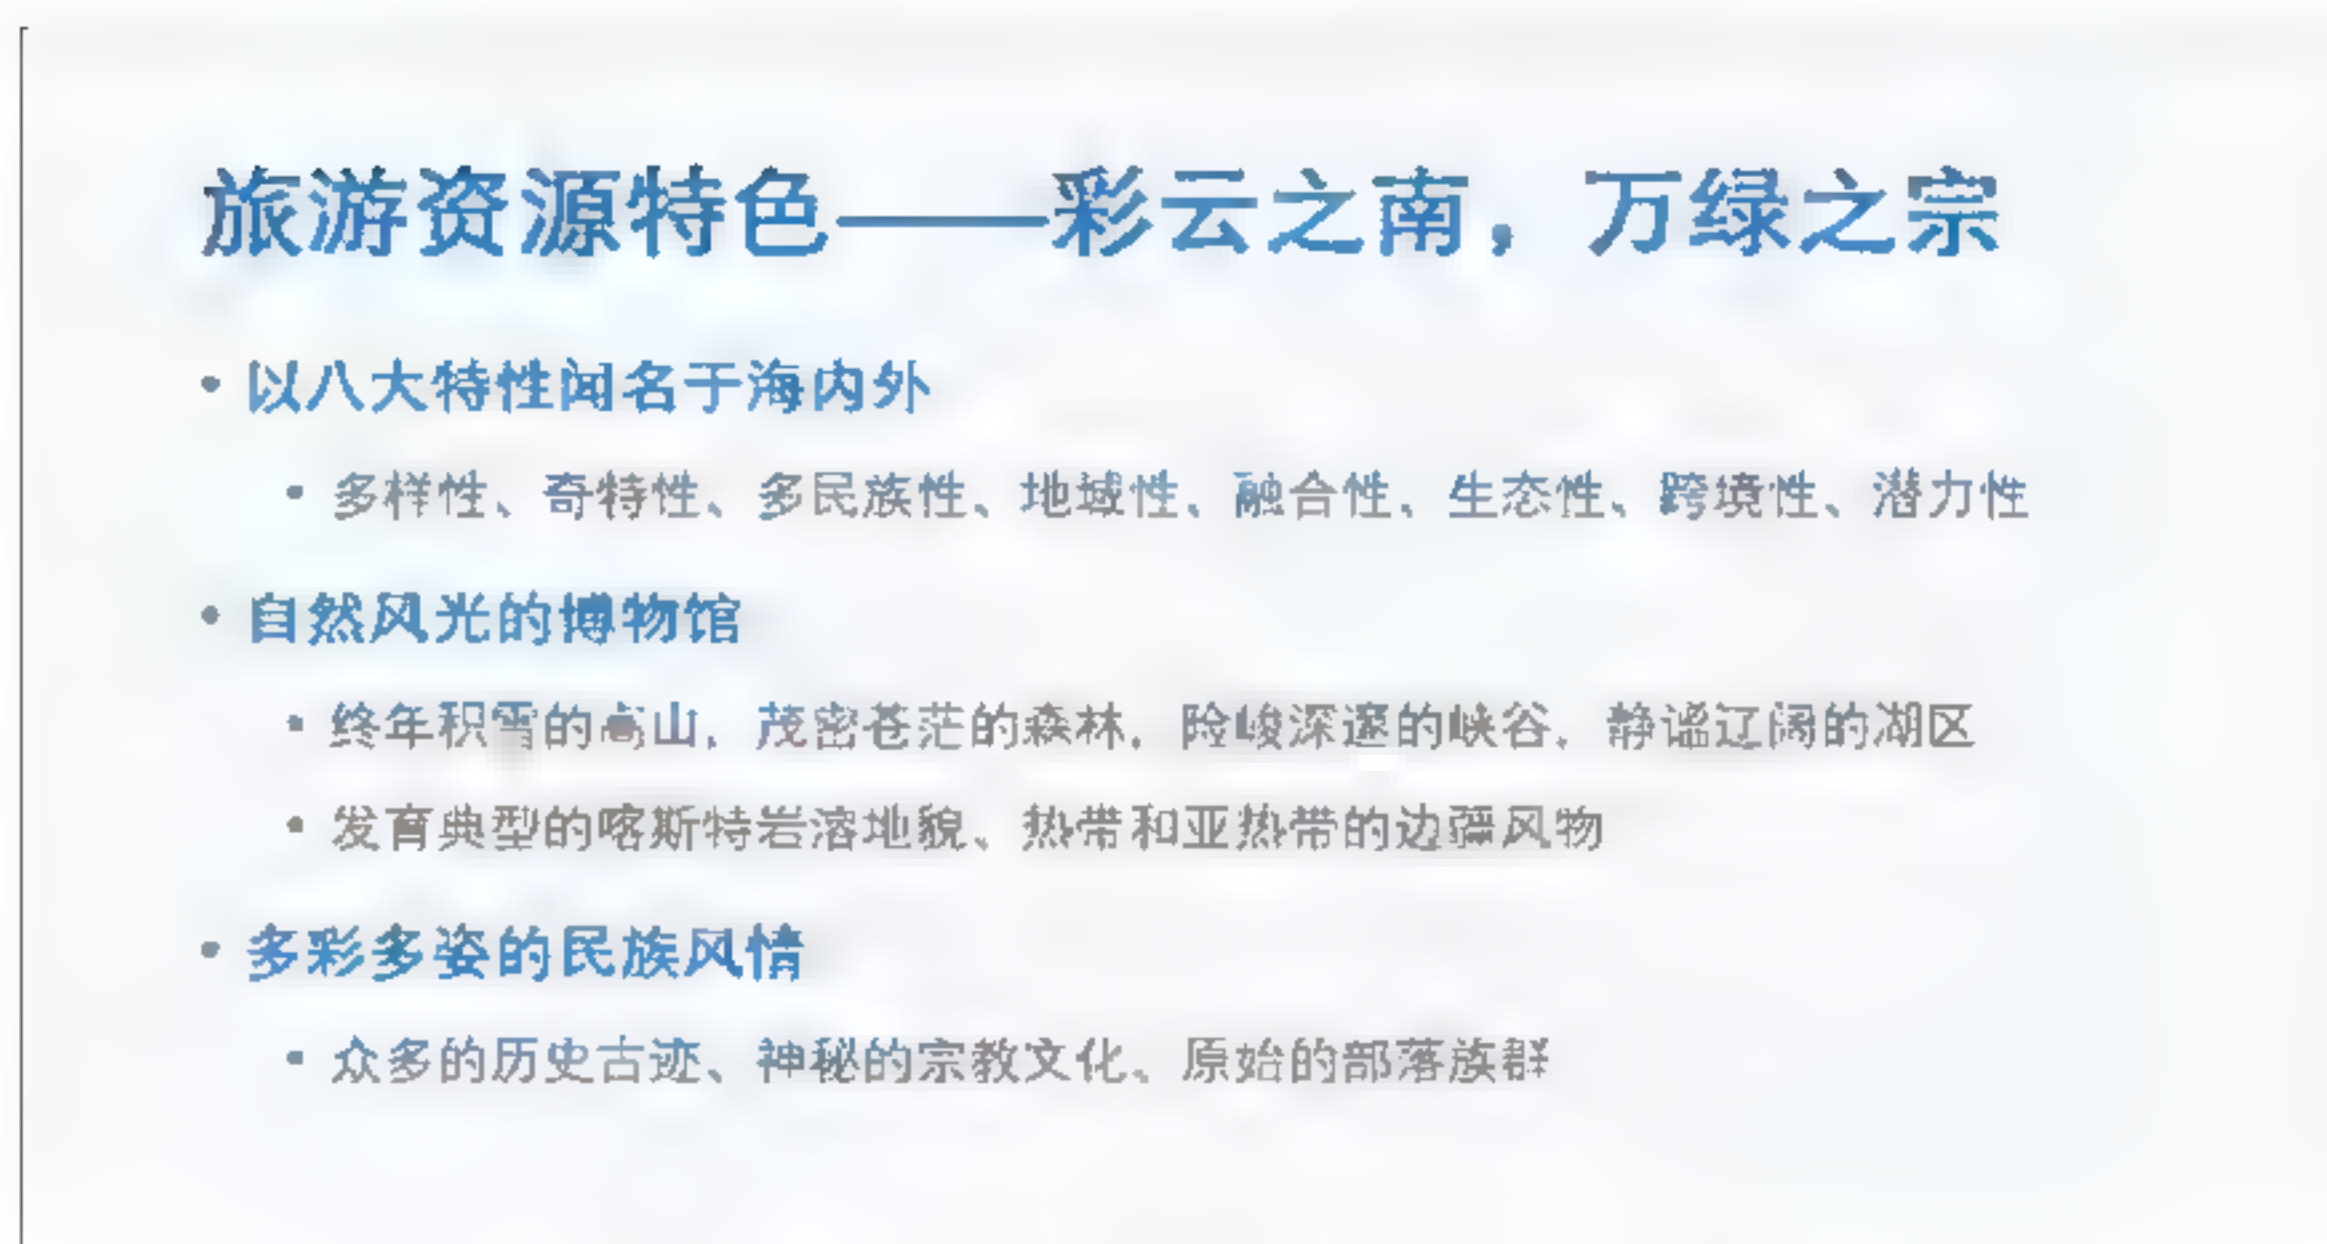 旅游资源特色——彩云之南，万绿之宗
• 以八大特性闻名于海内外
• 多样性、奇特性、多民族性、地域性、融合性、生态性、跨境性、潜力性
• 自然风光的博物馆
• 终年积雪的高山，茂密苍茫的森林，险峻深邃的峡谷，静谧辽阔的湖区
• 发育典型的喀斯特岩溶地貌、热带和亚热带的边疆风物
• 多彩多姿的民族风情
• 众多的历史古迹、神秘的宗教文化、原始的部落族群